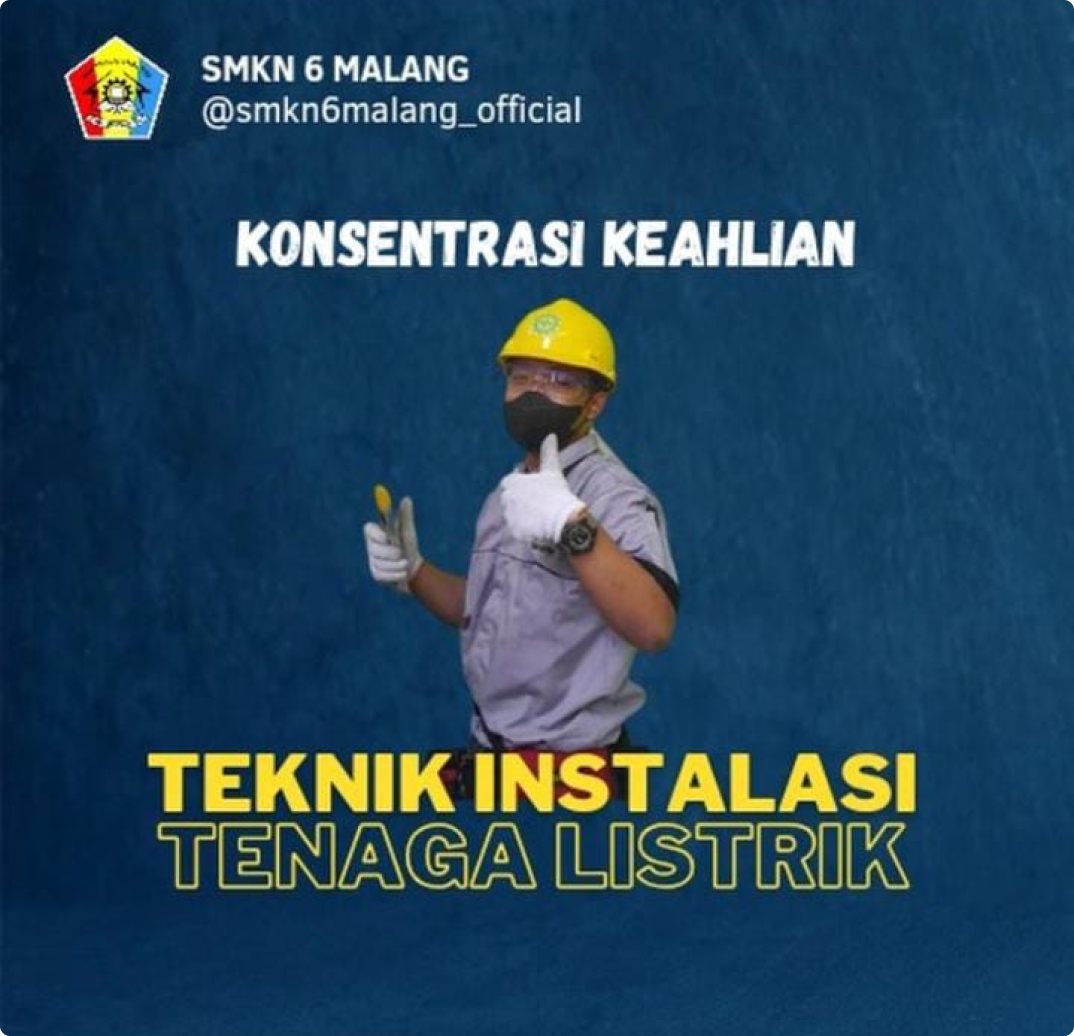 SMKN 6 MALANG
@smkn6malang_official
KONSENTRASI KEAHLIAN
TEKNIK INSTALASI
TENAGA LISTRIK